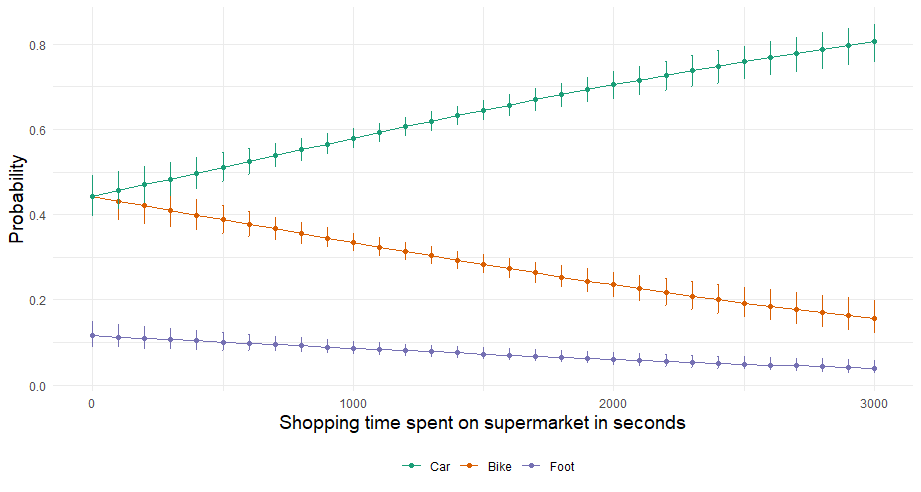 Probability
0.8
0.6
0.4
0.2
0.0
0 1000 2000 3000
Shopping time spent on supermarket in seconds
Car Bike Foot